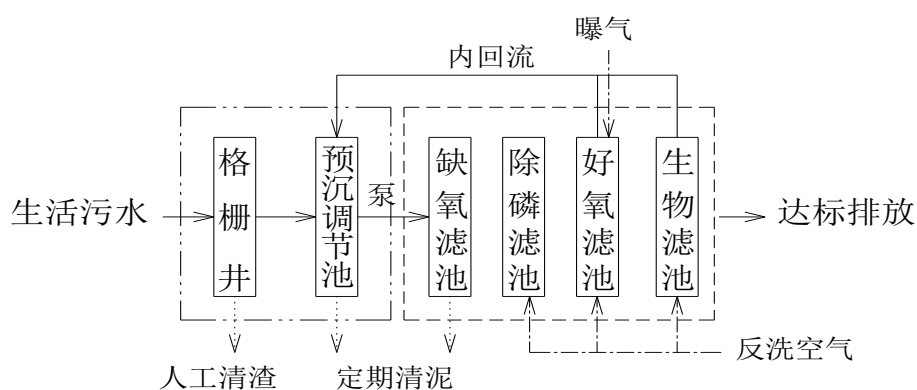 曝气
内回流
格栅井
预沉调节池
泵
缺氧滤池
除磷滤池
好氧滤池
生物滤池
生活污水
达标排放
反洗空气
人工清渣
定期清泥